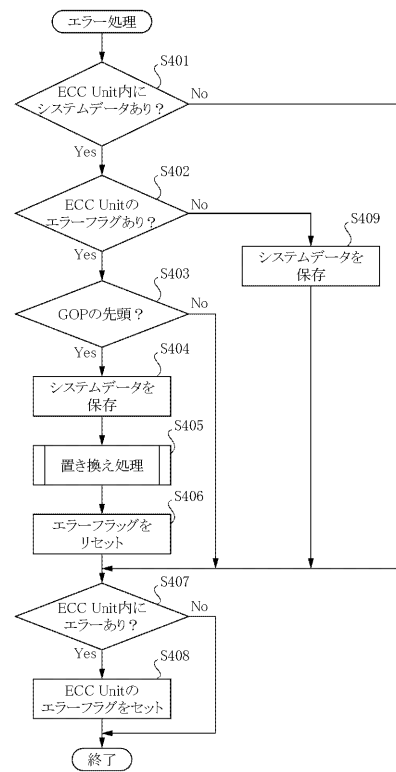 エラー処理
S401
ECC Unit内に
システムデータあり？
No
Yes
S402
ECC Unitの
エラーフラグあり？
No
Yes
S409
システムデータを
保存
S403
GOPの先頭？
No
Yes
S404
システムデータを
保存
S405
置き換え処理
S406
エラーフラッグを
リセット
S407
ECC Unit内に
エラーあり？
No
Yes
S408
ECC Unitの
エラーフラグをセット
終了